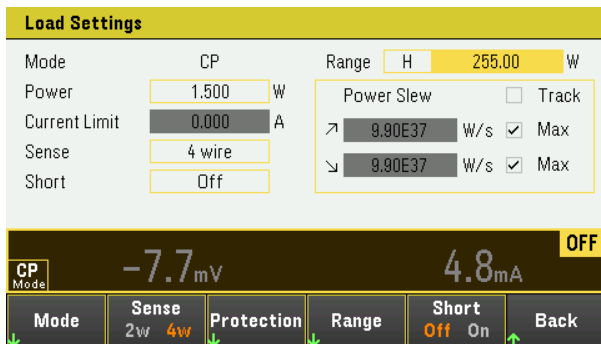 Load Settings
Mode CP Range H 255.00 W
Power 1.500 W Power Slew Track
Current Limit 0.000 A 9.90E37 W/s Max
Sense 4 wire 9.90E37 W/s Max
Short Off
OFF
CP -7.7mV 4.8mA
Mode
Mode Sense 2w 4w Protection Range Short Off On Back